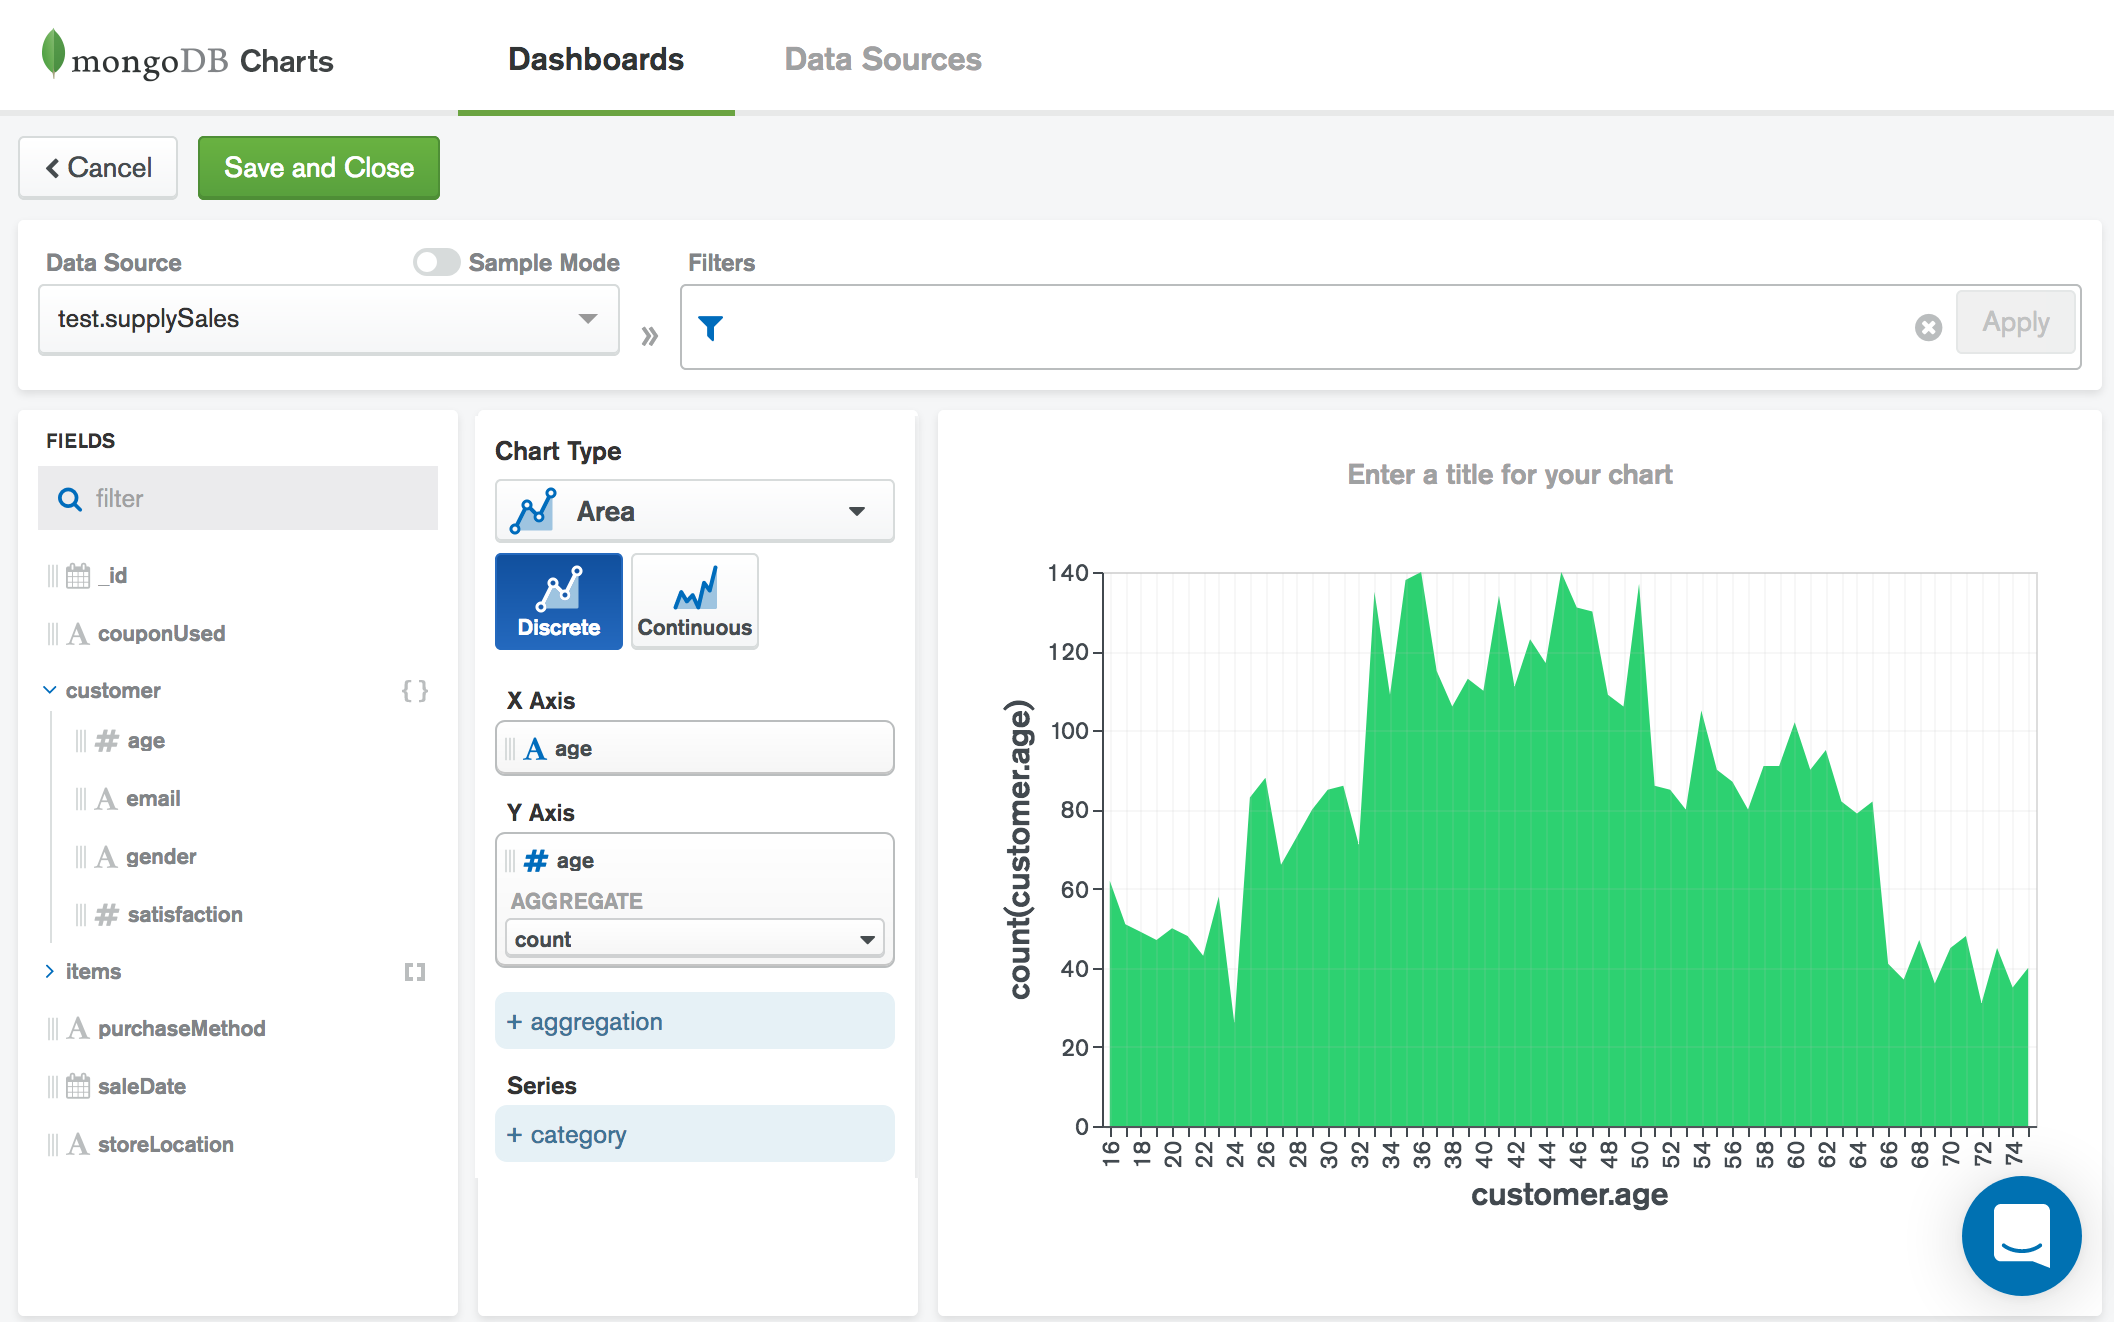 mongoDB Charts
Dashboards
Data Sources
Cancel
Save and Close
Data Source
Sample Mode
Filters
test.supplySales
»
Apply
FIELDS
filter
_id
A couponUsed
customer { }
# age
A email
A gender
# satisfaction
items [ ]
A purchaseMethod
saleDate
A storeLocation
Chart Type
Area
Discrete
Continuous
X Axis
A age
Y Axis
# age
AGGREGATE
count
+ aggregation
Series
+ category
Enter a title for your chart
count(customer.age)
140
120
100
80
60
40
20
0
16 18 20 22 24 26 28 30 32 34 36 38 40 42 44 46 48 50 52 54 56 58 60 62 64 66 68 70 72 74
customer.age